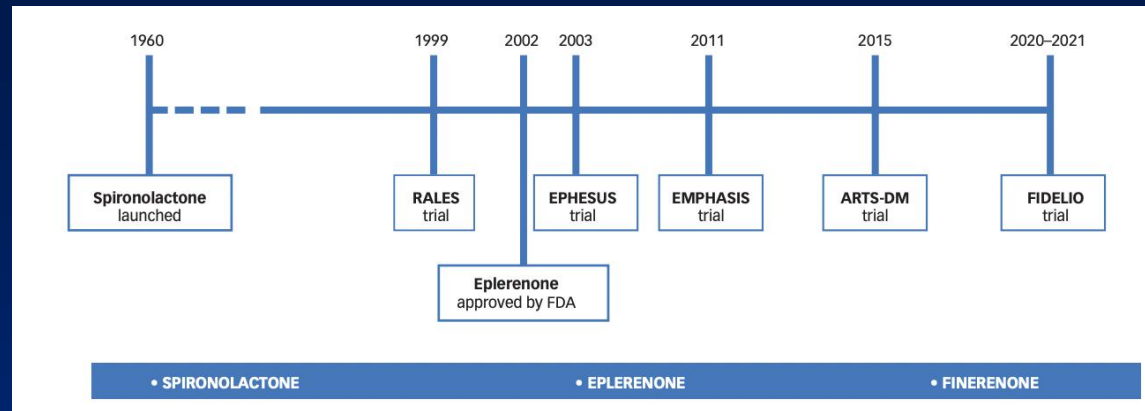 1960
1999
2002
2003
2011
2015
2020–2021
Spironolactone
launched
RALES
trial
EPHESUS
trial
EMPHASIS
trial
ARTS-DM
trial
FIDELIO
trial
Eplerenone
approved by FDA
• SPIRONOLACTONE
• EPLERENONE
• FINERENONE